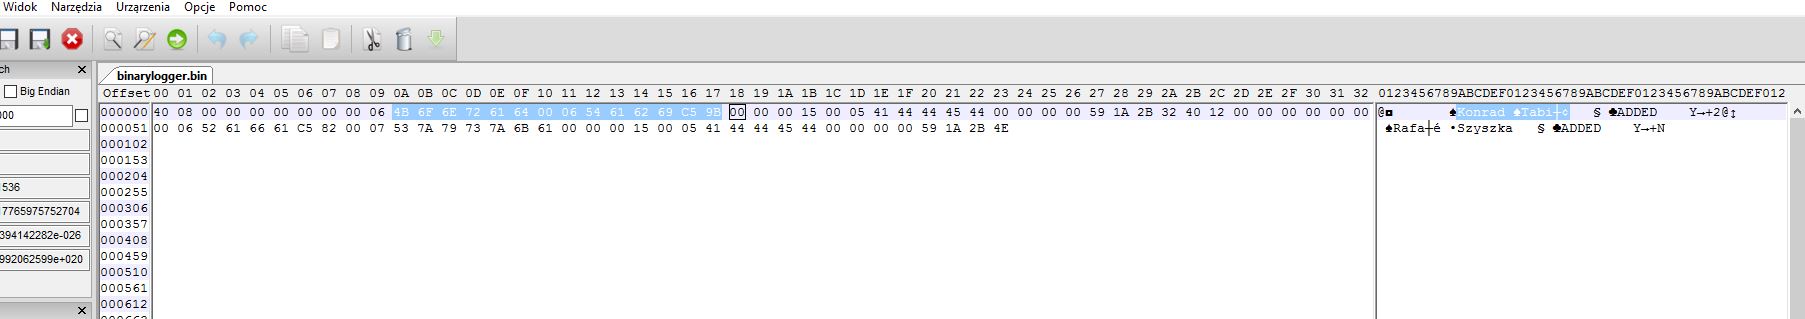 Widok Narzędzia Urządzenia Opcje Pomoc
binarylogger.bin
Big Endian
Offset 00 01 02 03 04 05 06 07 08 09 0A 0B 0C 0D 0E 0F 10 11 12 13 14 15 16 17 18 19 1A 1B 1C 1D 1E 1F 20 21 22 23 24 25 26 27 28 29 2A 2B 2C 2D 2E 2F 30 31 32 0123456789ABCDEF0123456789ABCDEF0123456789ABCDEF012
000000 40 08 00 00 00 00 00 00 00 06 4B 6F 6E 72 61 64 00 06 54 61 62 69 C5 9B 00 00 00 15 00 05 41 44 44 45 44 00 00 00 00 59 1A 2B 32 40 12 00 00 00 00 00 00 @◘ ♠Konrad ♠Tabi┼ø § ♣ADDED Y→+2@↕
000051 00 06 52 61 66 61 C5 82 00 07 53 7A 79 73 7A 6B 61 00 00 00 15 00 05 41 44 44 45 44 00 00 00 00 59 1A 2B 4E ♠Rafa┼é •Szyszka § ♣ADDED Y→+N
000102
000153
000204
000255
000306
000357
000408
000459
000510
000561
000612